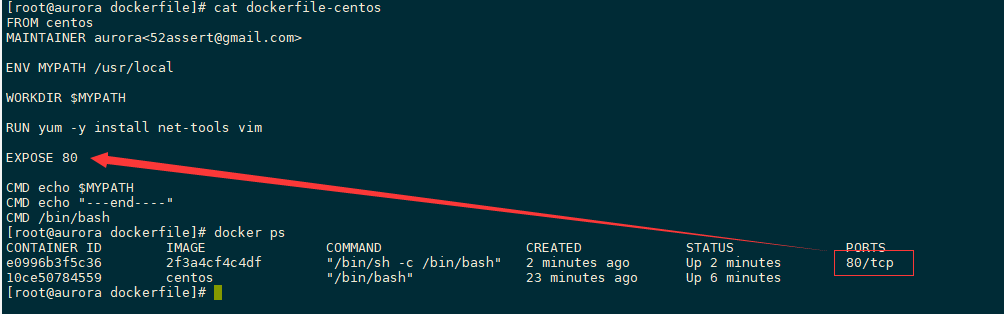 [root@aurora dockerfile]# cat dockerfile-centos
FROM centos
MAINTAINER aurora<52assert@gmail.com>
ENV MYPATH /usr/local
WORKDIR $MYPATH
RUN yum -y install net-tools vim
EXPOSE 80
CMD echo $MYPATH
CMD echo "---end----"
CMD /bin/bash
[root@aurora dockerfile]# docker ps
CONTAINER ID        IMAGE               COMMAND                  CREATED             STATUS              PORTS
e0996b3f5c36        2f3a4cf4c4df        "/bin/sh -c /bin/bash"   2 minutes ago       Up 2 minutes        80/tcp
10ce50784559        centos              "/bin/bash"              23 minutes ago      Up 6 minutes
[root@aurora dockerfile]#